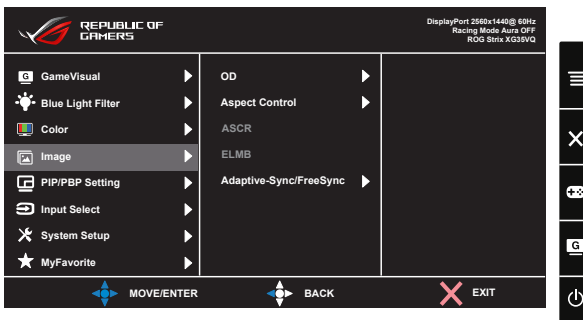 REPUBLIC OF
GAMERS
DisplayPort 2560x1440@ 60Hz
Racing Mode Aura OFF
ROG Strix XG35VQ
G GameVisual
Blue Light Filter
Color
Image
PIP/PBP Setting
Input Select
System Setup
MyFavorite
OD
Aspect Control
ASCR
ELMB
Adaptive-Sync/FreeSync
MOVE/ENTER
BACK
EXIT
G